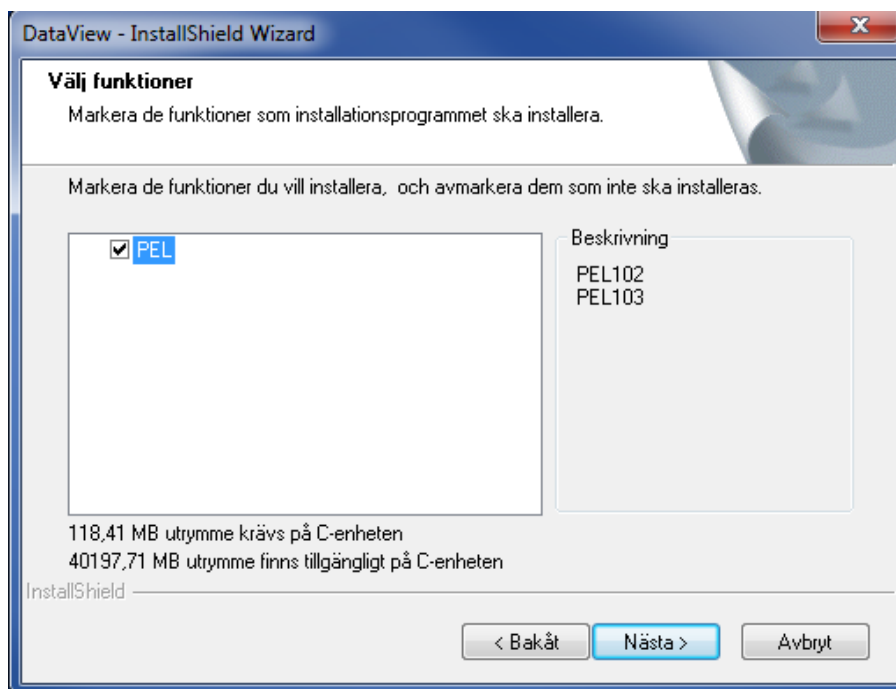 DataView - InstallShield Wizard
Välj funktioner
Markera de funktioner som installationsprogrammet ska installera.
Markera de funktioner du vill installera, och avmarkera dem som inte ska installeras.
PEL
Beskrivning
PEL102
PEL103
118,41 MB utrymme krävs på C-enheten
40197,71 MB utrymme finns tillgängligt på C-enheten
InstallShield
< Bakåt
Nästa >
Avbryt